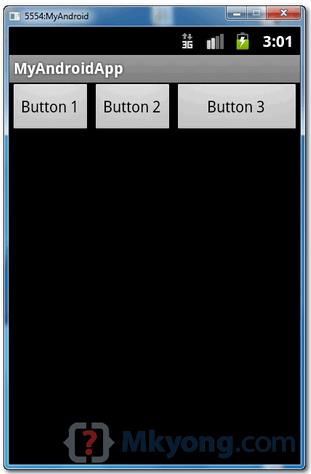 5554:MyAndroid
3G 3:01
MyAndroidApp
Button 1 Button 2 Button 3
{?} Mkyong.com